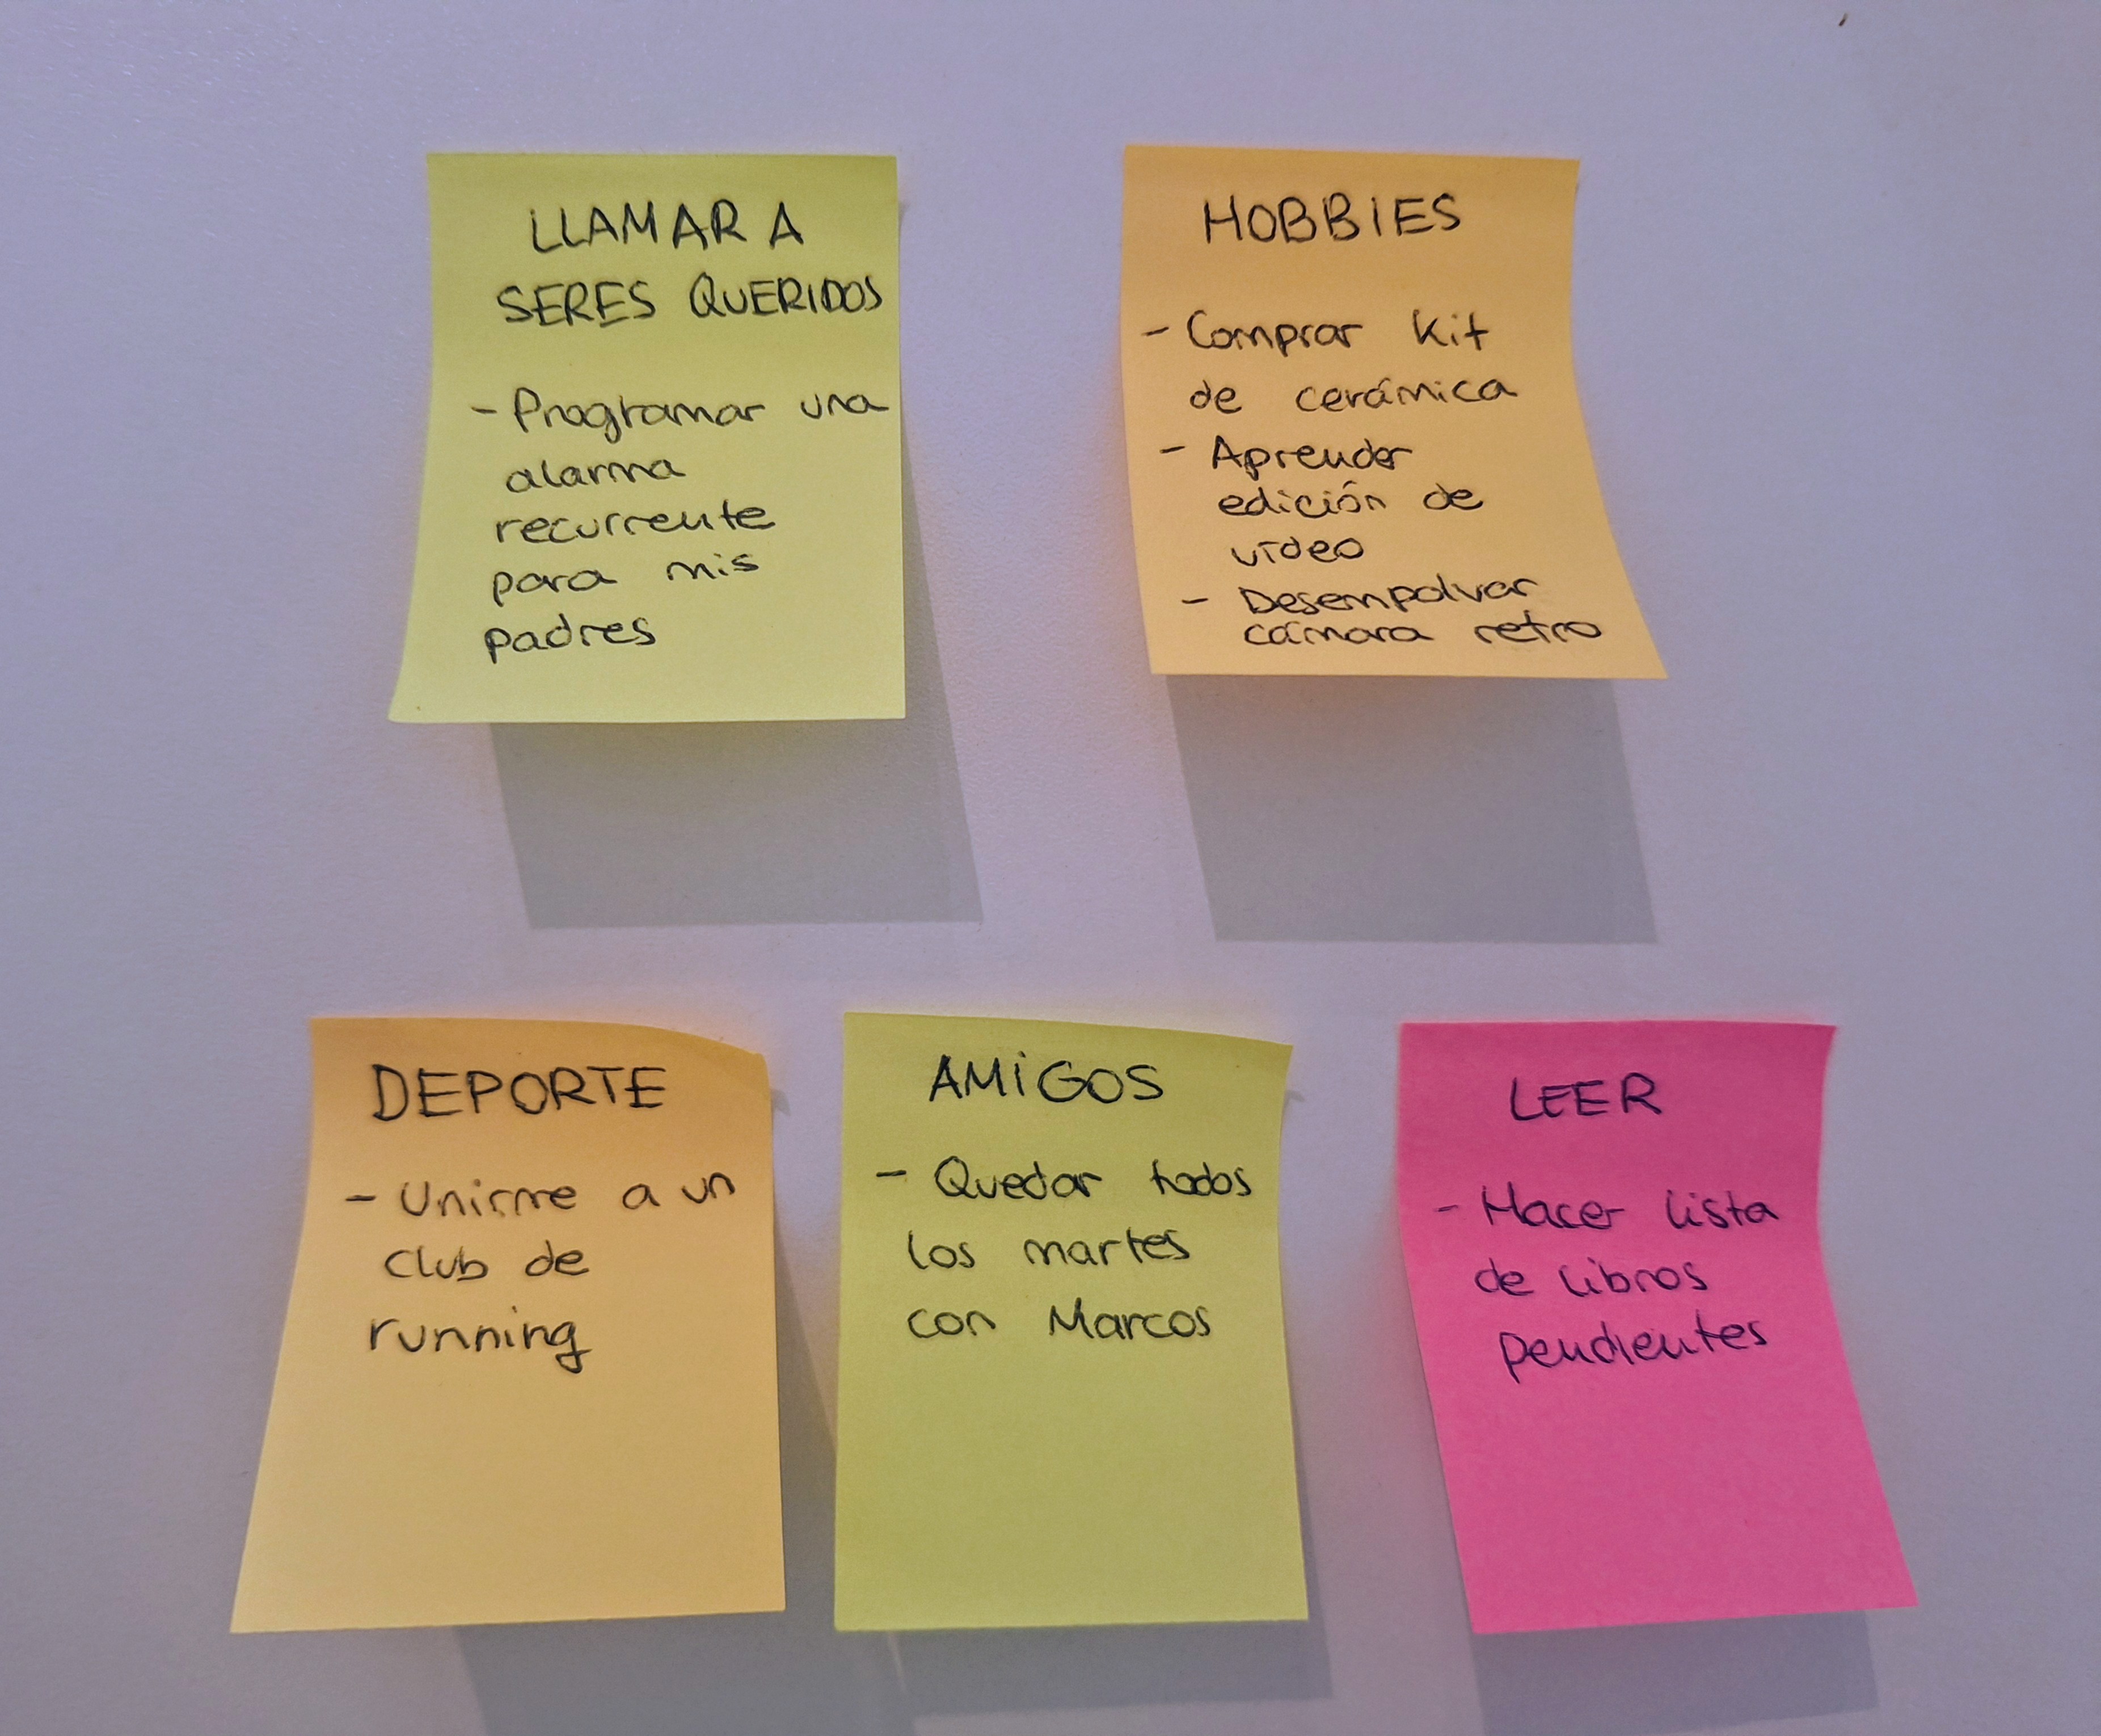 LLAMAR A
SERES QUERIDOS
- Programar una
alarma
recurrente
para mis
padres
HOBBIES
- Comprar Kit
de cerámica
- Aprender
edición de
vídeo
- Desempolvar
cámara retro
DEPORTE
- Unirme a un
club de
running
AMiGOS
- Quedar todos
los martes
con Marcos
LEER
- Hacer lista
de libros
pendientes